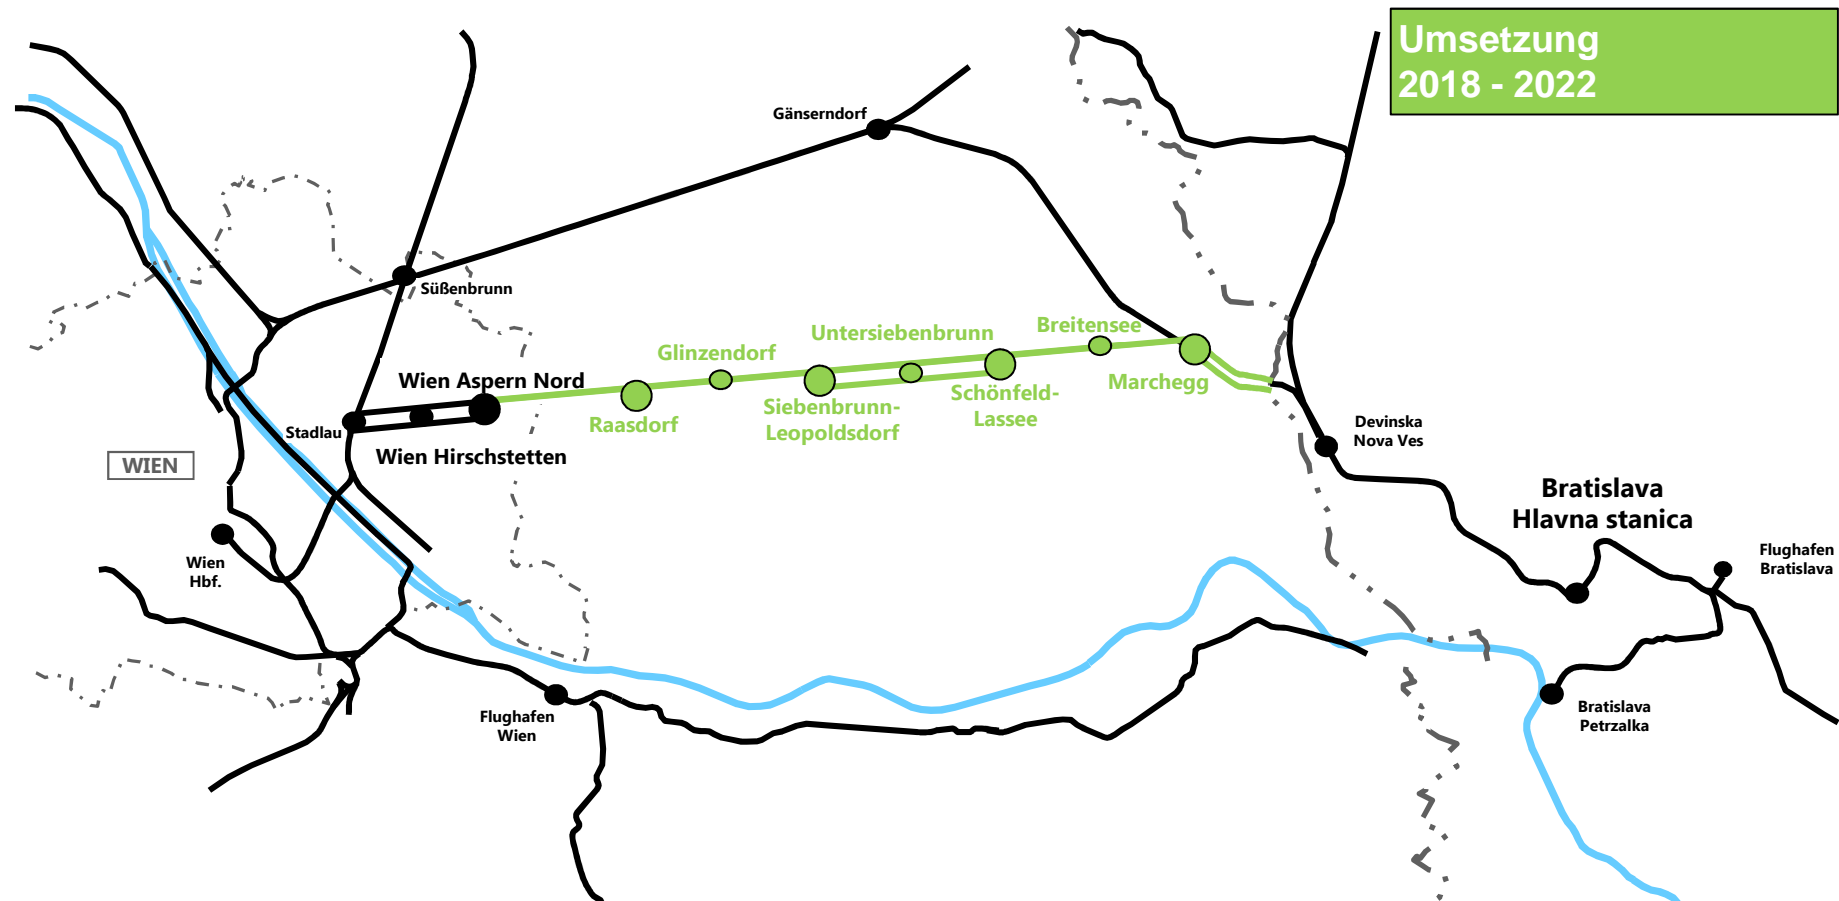 Umsetzung
2018 - 2022
Gänserndorf
Süßenbrunn
Untersiebenbrunn
Breitensee
Glinzendorf
Wien Aspern Nord
Marchegg
Schönfeld-
Lassee
Siebenbrunn-
Leopoldsdorf
Raasdorf
Stadlau
Wien Hirschstetten
Devinska
Nova Ves
WIEN
Bratislava
Hlavna stanica
Wien
Hbf.
Flughafen
Bratislava
Flughafen
Wien
Bratislava
Petrzalka